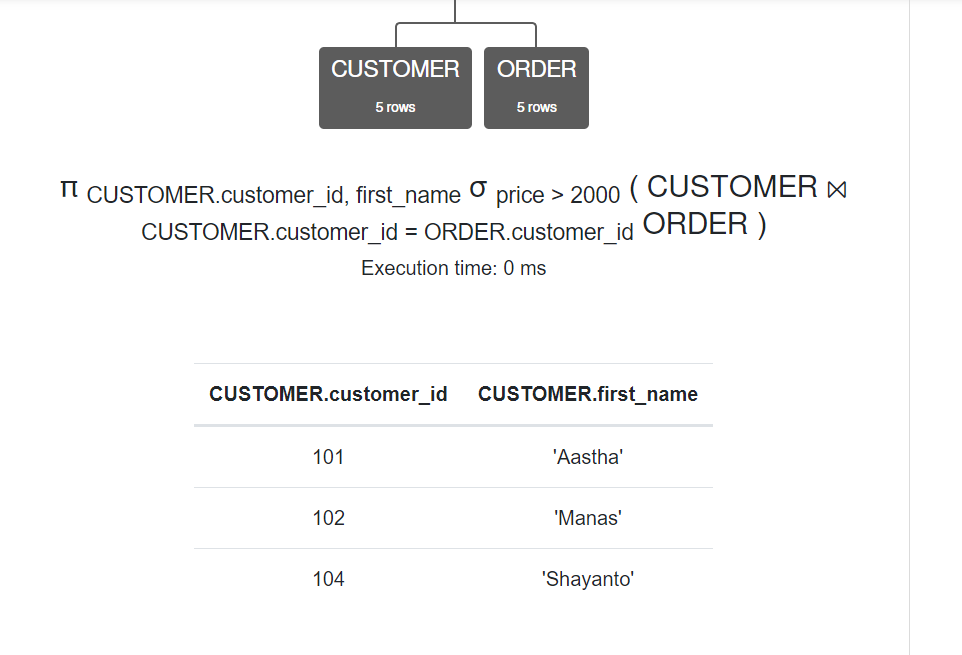 CUSTOMER ORDER
5 rows 5 rows
π CUSTOMER.customer_id, first_name σ price > 2000 ( CUSTOMER ⋈
CUSTOMER.customer_id = ORDER.customer_id ORDER )
Execution time: 0 ms
CUSTOMER.customer_id CUSTOMER.first_name
101 'Aastha'
102 'Manas'
104 'Shayanto'